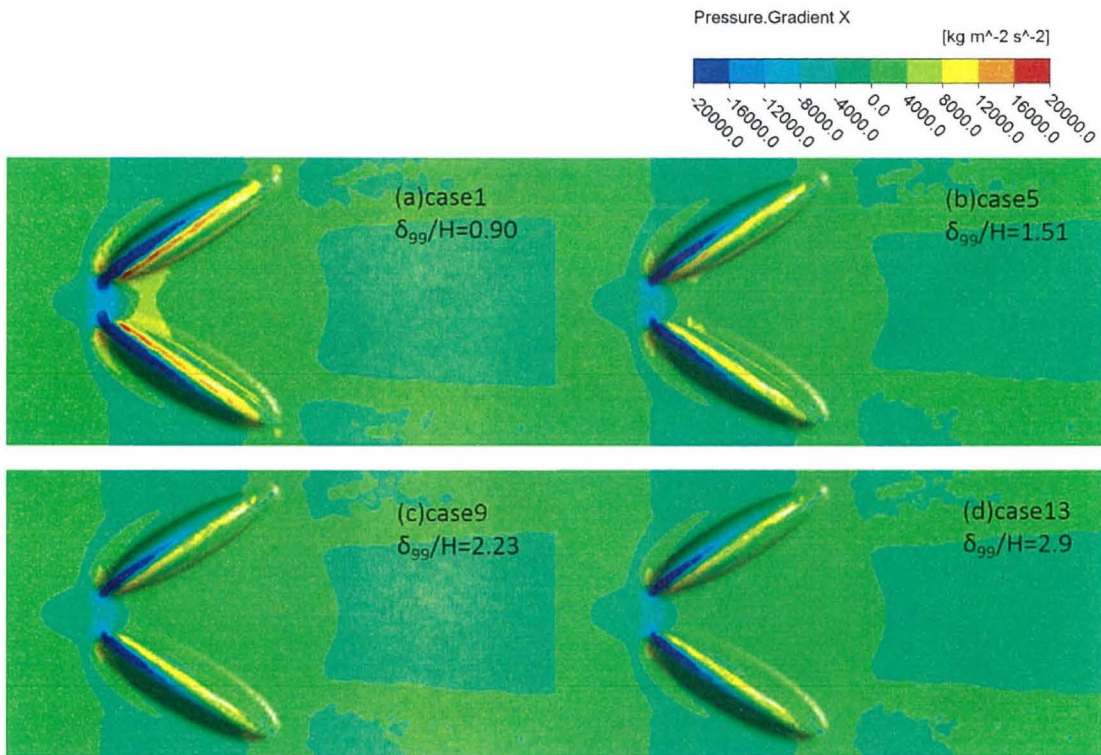 Pressure.Gradient X
[kg m^-2 s^-2]
-20000.0
-16000.0
-12000.0
-8000.0
-4000.0
0.0
4000.0
8000.0
12000.0
16000.0
20000.0
(a)case1
δ₉₉/H=0.90
(b)case5
δ₉₉/H=1.51
(c)case9
δ₉₉/H=2.23
(d)case13
δ₉₉/H=2.9